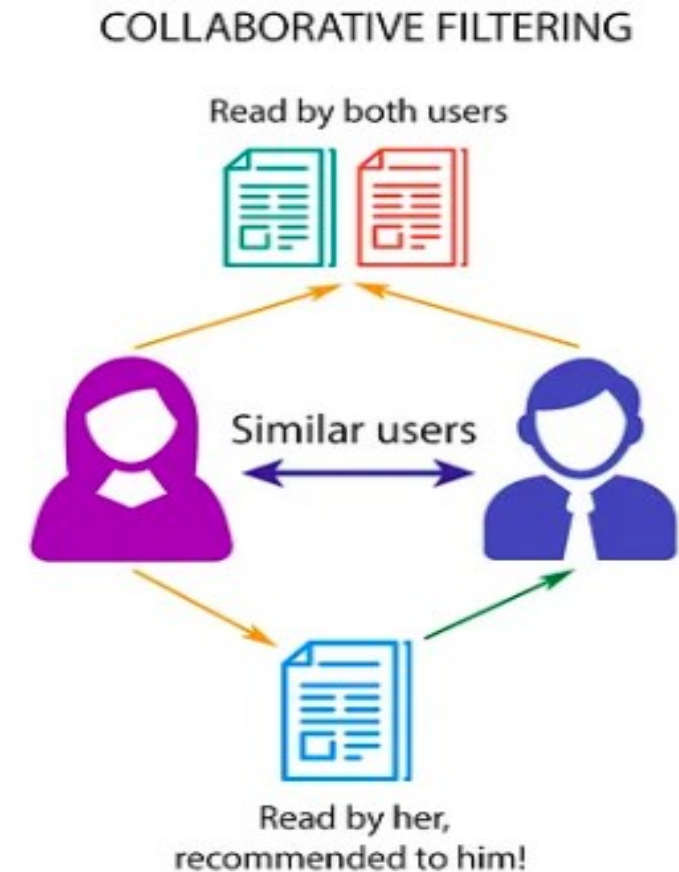 COLLABORATIVE FILTERING
Read by both users
Similar users
Read by her,
recommended to him!